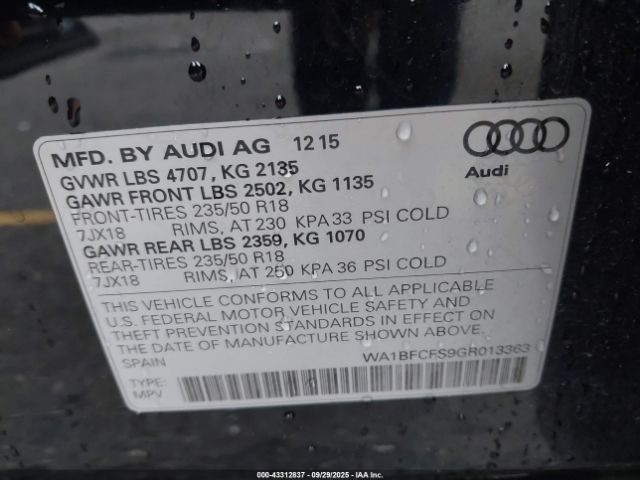 MFD. BY AUDI AG 12 15
Audi
GVWR LBS 4707, KG 2135
GAWR FRONT LBS 2502, KG 1135
FRONT-TIRES 235/50 R18
7JX18 RIMS, AT 230 KPA 33 PSI COLD
GAWR REAR LBS 2359, KG 1070
REAR-TIRES 235/50 R18
7JX18 RIMS, AT 250 KPA 36 PSI COLD
THIS VEHICLE CONFORMS TO ALL APPLICABLE
U.S. FEDERAL MOTOR VEHICLE SAFETY AND
THEFT PREVENTION STANDARDS IN EFFECT ON
THE DATE OF MANUFACTURE SHOWN ABOVE.
SPAIN
WA1BFCFS9GR013363
TYPE:
MPV
000-43312837 - 09/29/2025 - IAA Inc.